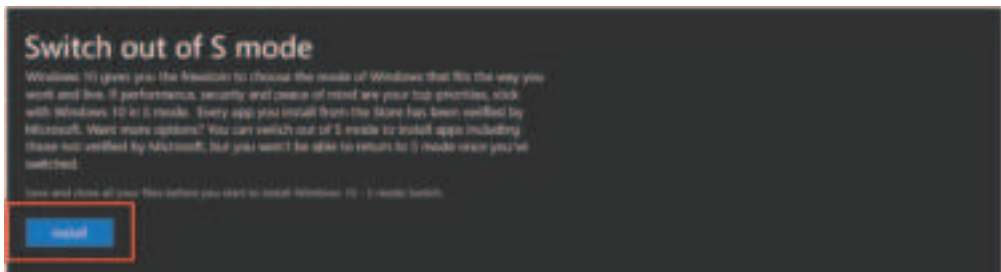 Switch out of S mode
Windows 10 gives you the freedom to choose the mode of Windows that fits the way you
work and live. If performance, security and peace of mind are your top priorities, stick
with Windows 10 in S mode. Every app you install from the Store has been verified by
Microsoft. Want more options? You can switch out of S mode to install apps including
those not verified by Microsoft, but you won't be able to return to S mode once you've
switched.
Save and close all your files before you start to install Windows 10 - S mode Switch.
Install